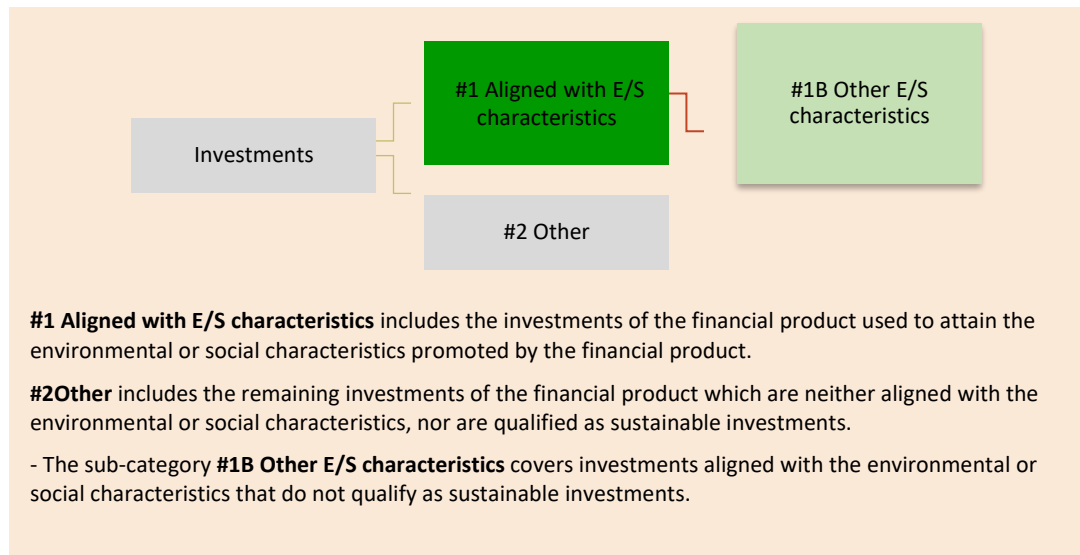 #1 Aligned with E/S
characteristics
#1B Other E/S
characteristics
Investments
#2 Other
#1 Aligned with E/S characteristics includes the investments of the financial product used to attain the
environmental or social characteristics promoted by the financial product.
#2Other includes the remaining investments of the financial product which are neither aligned with the
environmental or social characteristics, nor are qualified as sustainable investments.
- The sub-category #1B Other E/S characteristics covers investments aligned with the environmental or
social characteristics that do not qualify as sustainable investments.